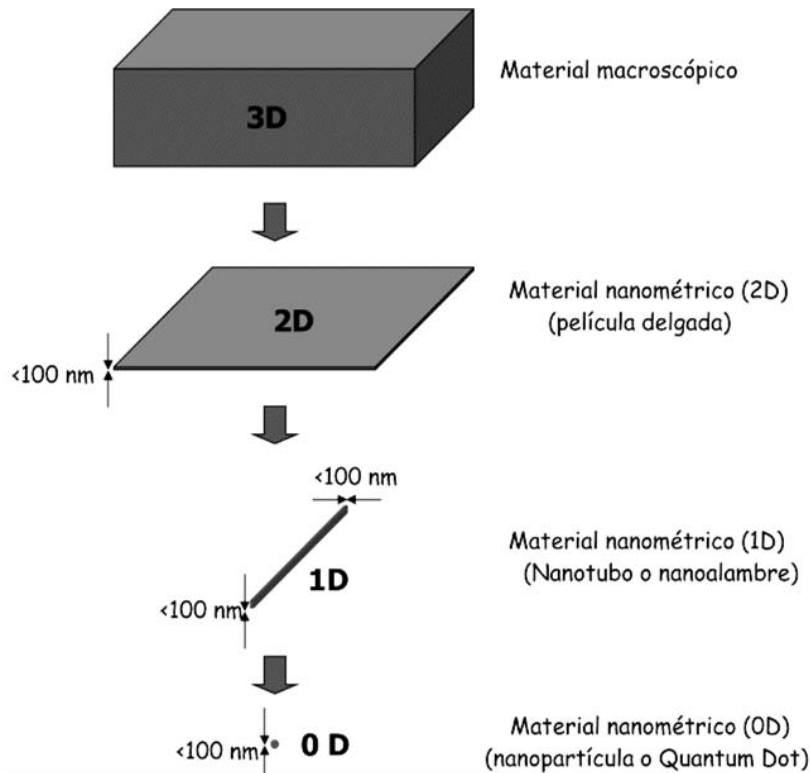 3D
Material macroscópico
2D
Material nanométrico (2D)
(película delgada)
<100 nm
<100 nm
1D
Material nanométrico (1D)
(Nanotubo o nanoalambre)
<100 nm
0 D
<100 nm
Material nanométrico (0D)
(nanopartícula o Quantum Dot)